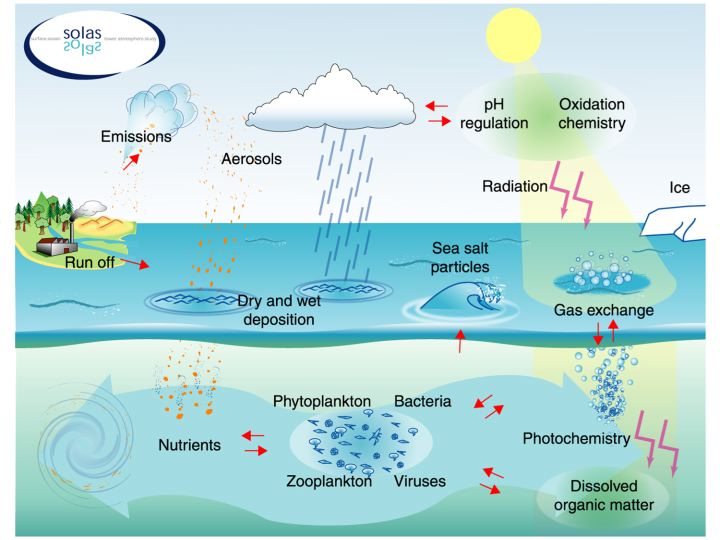 solas
surface ocean lower atmosphere study
solas
pH
regulation
Oxidation
chemistry
Emissions
Aerosols
Radiation
Ice
Run off
Sea salt
particles
Dry and wet
deposition
Gas exchange
Phytoplankton Bacteria
Nutrients
Photochemistry
Zooplankton Viruses
Dissolved
organic matter